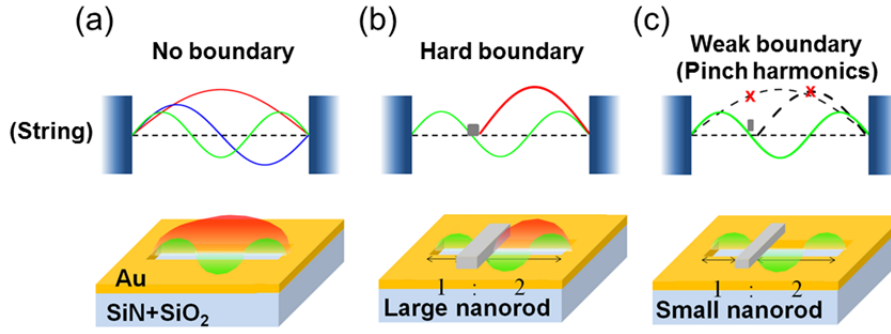 (a)
No boundary
(b)
Hard boundary
(c)
Weak boundary
(Pinch harmonics)
(String)
x
x
Au
SiN+SiO₂
1 : 2
Large nanorod
1 : 2
Small nanorod